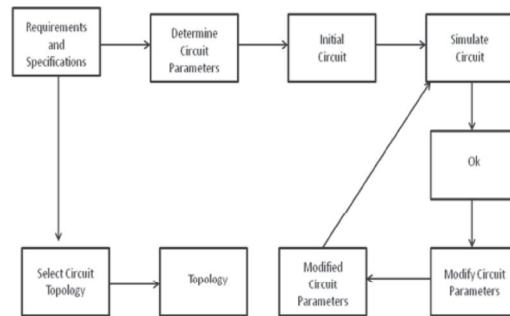 Requirements
and
Specifications
Determine
Circuit
Parameters
Initial
Circuit
Simulate
Circuit
Ok
Select Circuit
Topology
Topology
Modified
Circuit
Parameters
Modify Circuit
Parameters